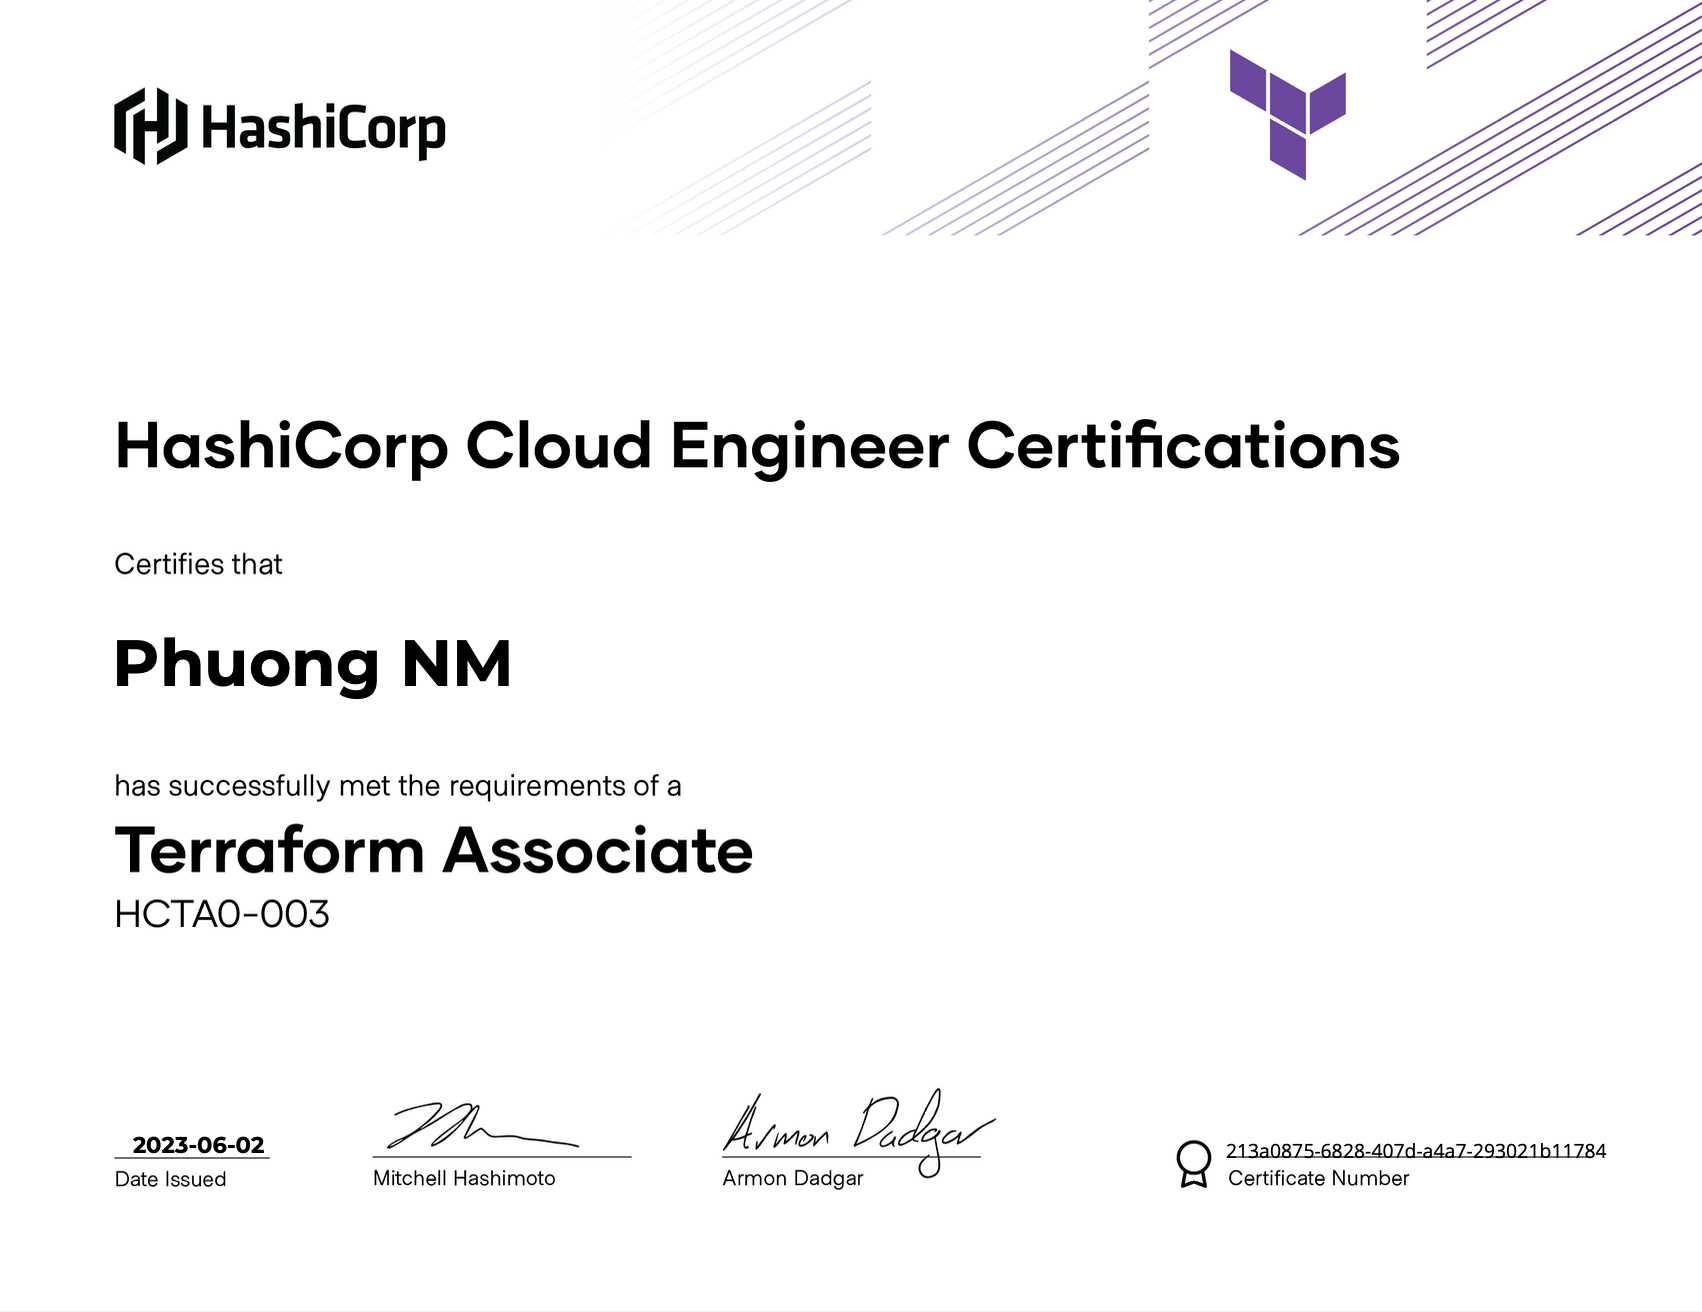 HashiCorp
HashiCorp Cloud Engineer Certifications
Certifies that
Phuong NM
has successfully met the requirements of a
Terraform Associate
HCTA0-003
2023-06-02
Date Issued
Mitchell Hashimoto
Armon Dadgar
Armon Dadgar
213a0875-6828-407d-a4a7-293021b11784
Certificate Number